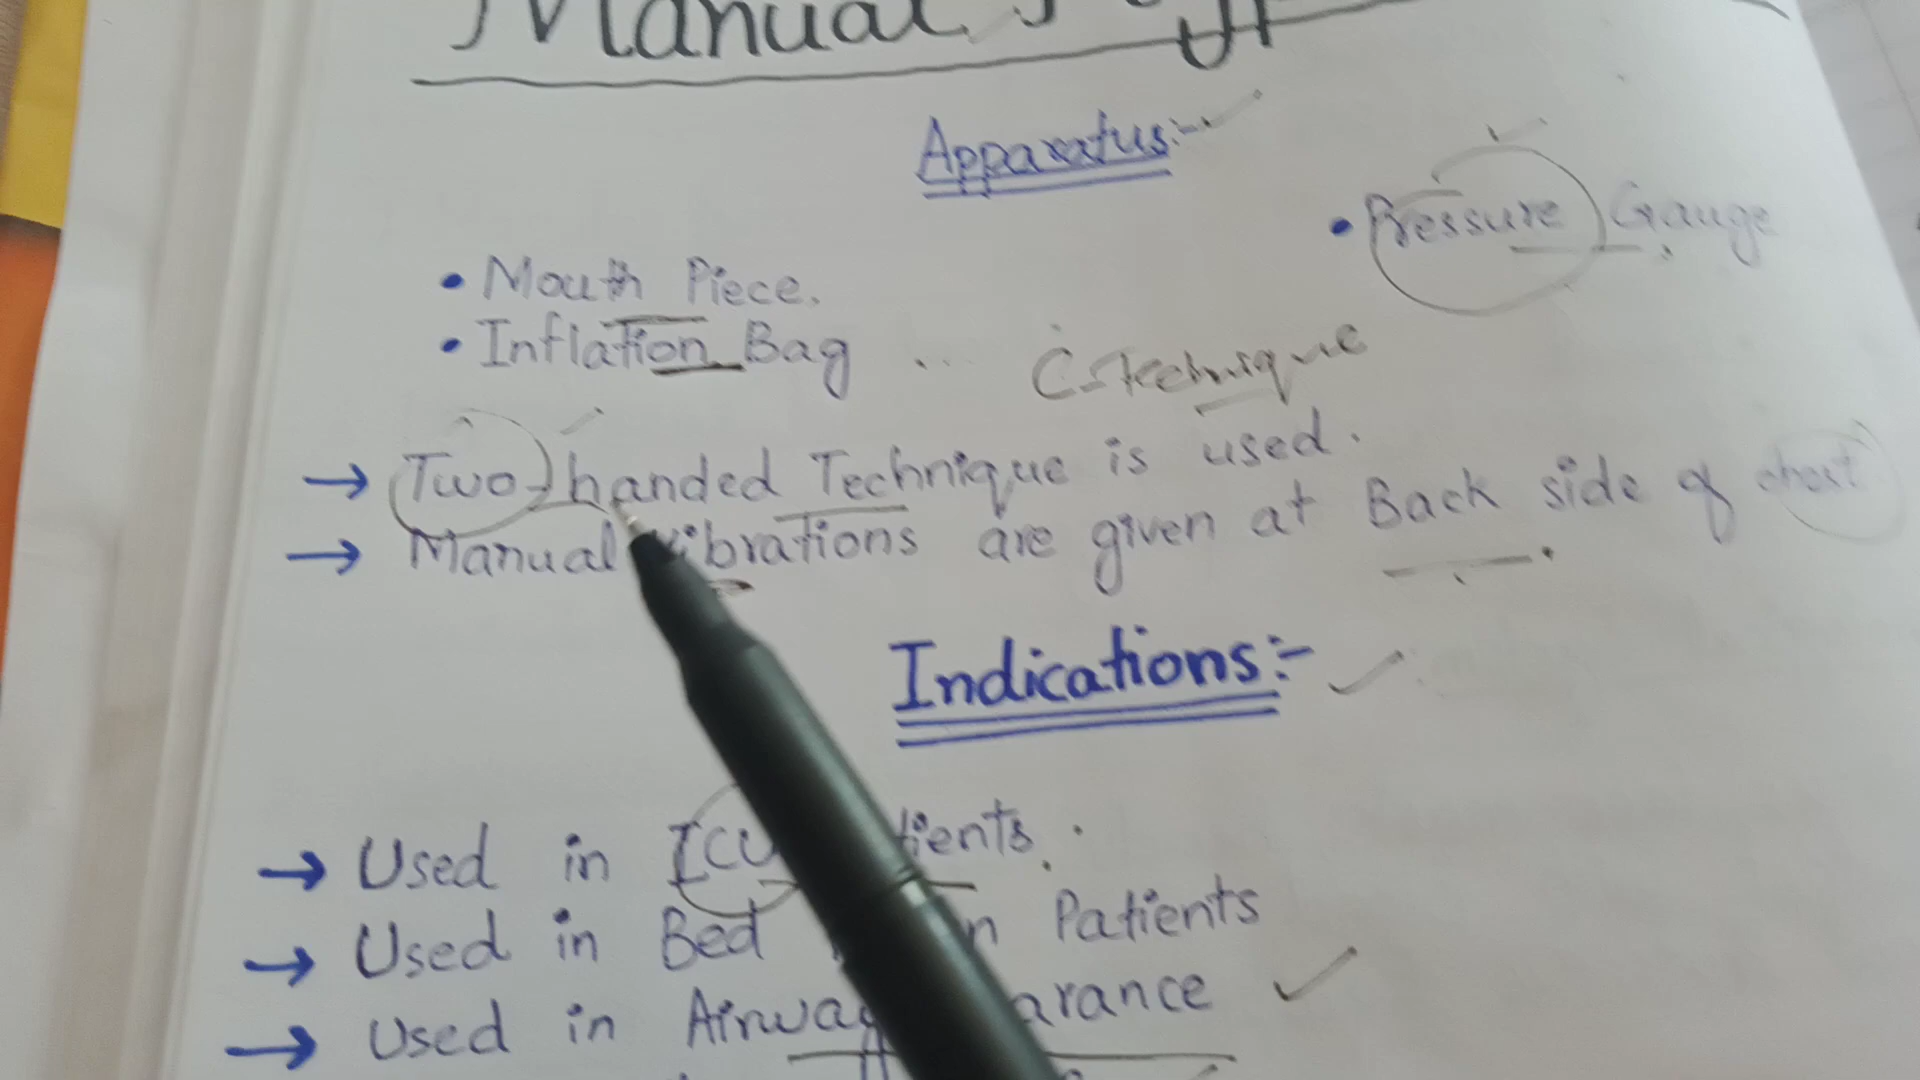 Manual
Apparatus:-
• Pressure Gauge
• Mouth Piece.
• Inflation Bag
Technique
→ Two-handed Technique is used.
→ Manual vibrations are given at Back side of chest
Indications:-
→ Used in ICU
→ Used in Bed Patients
→ Used in